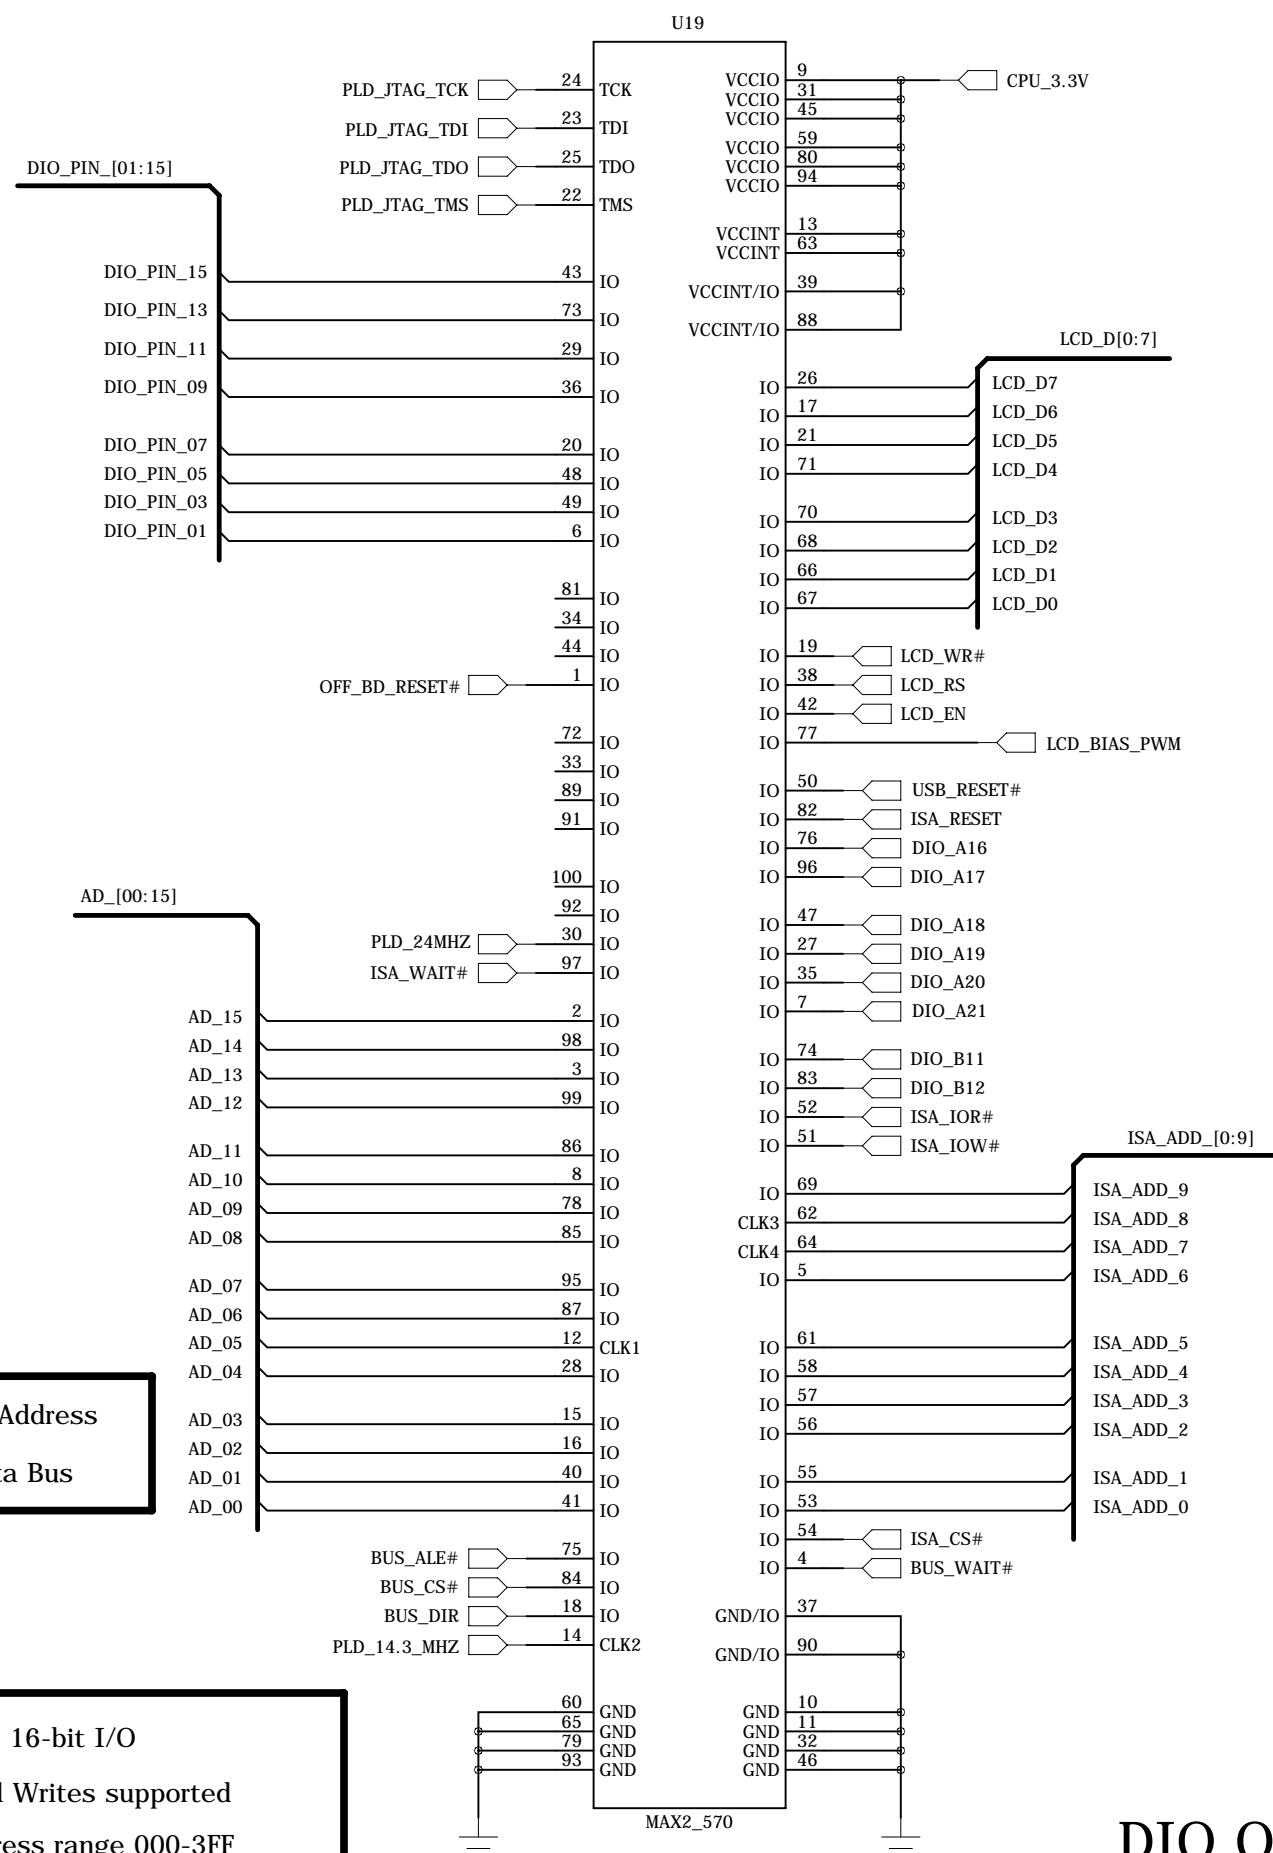 U19
PLD_JTAG_TCK 24 TCK
PLD_JTAG_TDI 23 TDI
PLD_JTAG_TDO 25 TDO
PLD_JTAG_TMS 22 TMS
DIO_PIN_[01:15]
DIO_PIN_15 43 IO
DIO_PIN_13 73 IO
DIO_PIN_11 29 IO
DIO_PIN_09 36 IO
DIO_PIN_07 20 IO
DIO_PIN_05 48 IO
DIO_PIN_03 49 IO
DIO_PIN_01 6 IO
81 IO
34 IO
44 IO
OFF_BD_RESET# 1 IO
72 IO
33 IO
89 IO
91 IO
100 IO
92 IO
PLD_24MHZ 30 IO
ISA_WAIT# 97 IO
AD_[00:15]
AD_15 2 IO
AD_14 98 IO
AD_13 3 IO
AD_12 99 IO
AD_11 86 IO
AD_10 8 IO
AD_09 78 IO
AD_08 85 IO
AD_07 95 IO
AD_06 87 IO
AD_05 12 CLK1
AD_04 28 IO
AD_03 15 IO
AD_02 16 IO
AD_01 40 IO
AD_00 41 IO
BUS_ALE# 75 IO
BUS_CS# 84 IO
BUS_DIR 18 IO
PLD_14.3_MHZ 14 CLK2
60 GND
65 GND
79 GND
93 GND
VCCIO 9 CPU_3.3V
VCCIO 31
VCCIO 45
VCCIO 59
VCCIO 80
VCCIO 94
VCCINT 13
VCCINT 63
VCCINT/IO 39
VCCINT/IO 88
LCD_D[0:7]
IO 26 LCD_D7
IO 17 LCD_D6
IO 21 LCD_D5
IO 71 LCD_D4
IO 70 LCD_D3
IO 68 LCD_D2
IO 66 LCD_D1
IO 67 LCD_D0
IO 19 LCD_WR#
IO 38 LCD_RS
IO 42 LCD_EN
IO 77 LCD_BIAS_PWM
IO 50 USB_RESET#
IO 82 ISA_RESET
IO 76 DIO_A16
IO 96 DIO_A17
IO 47 DIO_A18
IO 27 DIO_A19
IO 35 DIO_A20
IO 7 DIO_A21
IO 74 DIO_B11
IO 83 DIO_B12
IO 52 ISA_IOR#
IO 51 ISA_IOW#
ISA_ADD_[0:9]
IO 69 ISA_ADD_9
CLK3 62 ISA_ADD_8
CLK4 64 ISA_ADD_7
IO 5 ISA_ADD_6
IO 61 ISA_ADD_5
IO 58 ISA_ADD_4
IO 57 ISA_ADD_3
IO 56 ISA_ADD_2
IO 55 ISA_ADD_1
IO 53 ISA_ADD_0
IO 54 ISA_CS#
IO 4 BUS_WAIT#
GND/IO 37
GND/IO 90
GND 10
GND 11
GND 32
GND 46
MAX2_570
Address
Bus
16-bit I/O
Writes supported
range 000-3FF
DIO